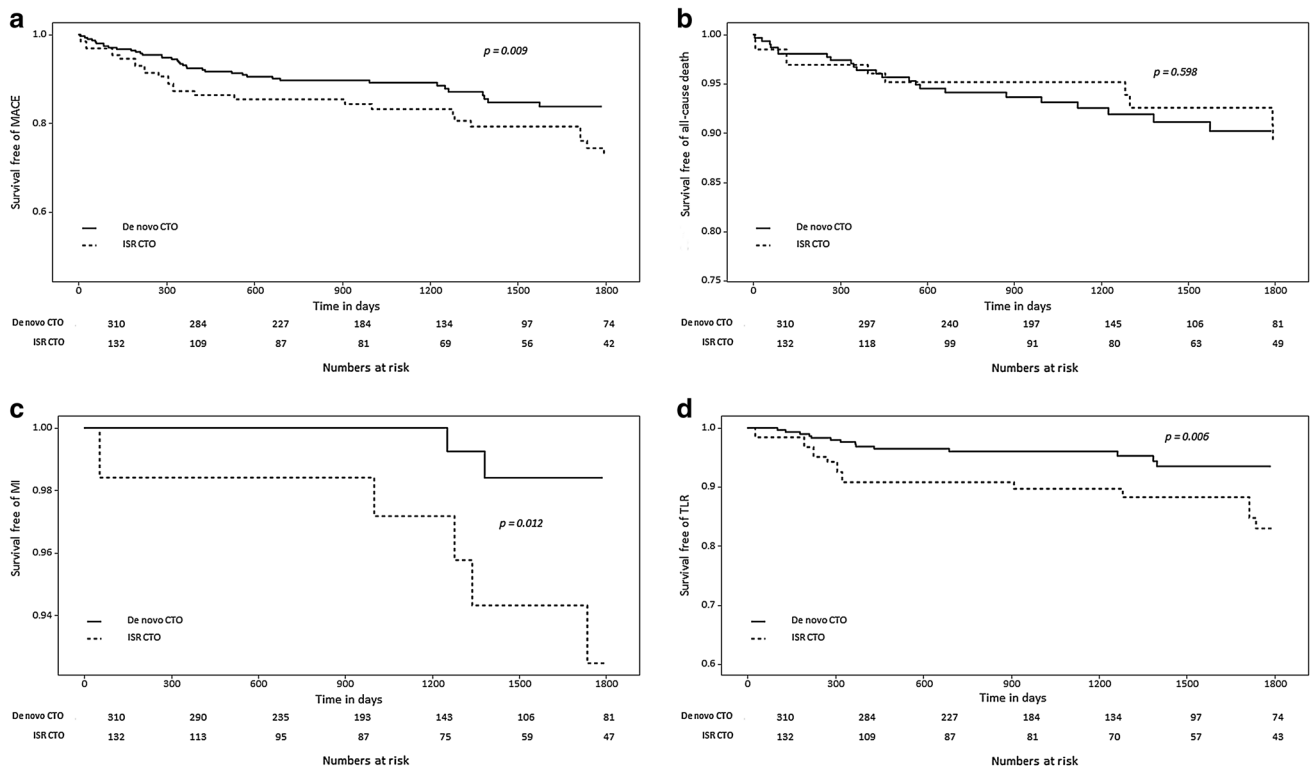 a
Survival free of MACE
1.0
0.8
0.6
p = 0.009
De novo CTO
ISR CTO
0 300 600 900 1200 1500 1800
Time in days
De novo CTO 310 284 227 184 134 97 74
ISR CTO 132 109 87 81 69 56 42
Numbers at risk
b
Survival free of all-cause death
1.00
0.95
0.90
0.85
0.80
0.75
p = 0.598
De novo CTO
ISR CTO
0 300 600 900 1200 1500 1800
Time in days
De novo CTO 310 297 240 197 145 106 81
ISR CTO 132 118 99 91 80 63 49
Numbers at risk
c
Survival free of MI
1.00
0.98
0.96
0.94
p = 0.012
De novo CTO
ISR CTO
0 300 600 900 1200 1500 1800
Time in days
De novo CTO 310 290 235 193 143 106 81
ISR CTO 132 113 95 87 75 59 47
Numbers at risk
d
Survival free of TLR
1.0
0.9
0.8
0.7
0.6
p = 0.006
De novo CTO
ISR CTO
0 300 600 900 1200 1500 1800
Time in days
De novo CTO 310 284 227 184 134 97 74
ISR CTO 132 109 87 81 70 57 43
Numbers at risk